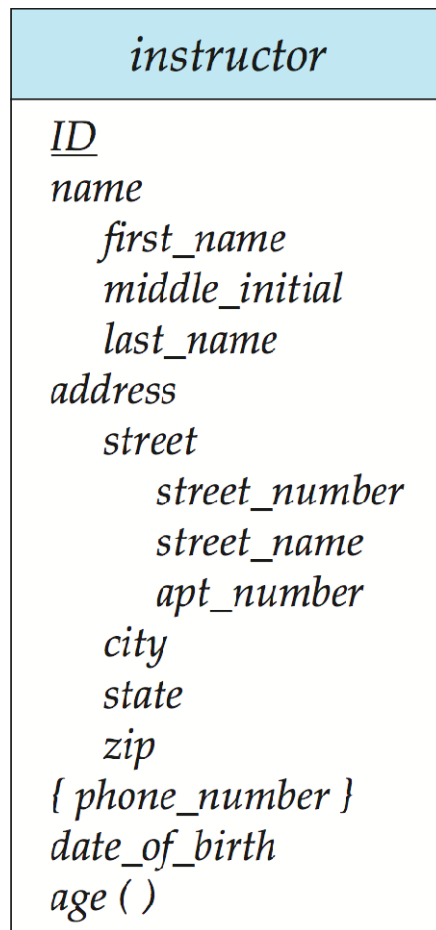 instructor
ID
name
first_name
middle_initial
last_name
address
street
street_number
street_name
apt_number
city
state
zip
{ phone_number }
date_of_birth
age ( )